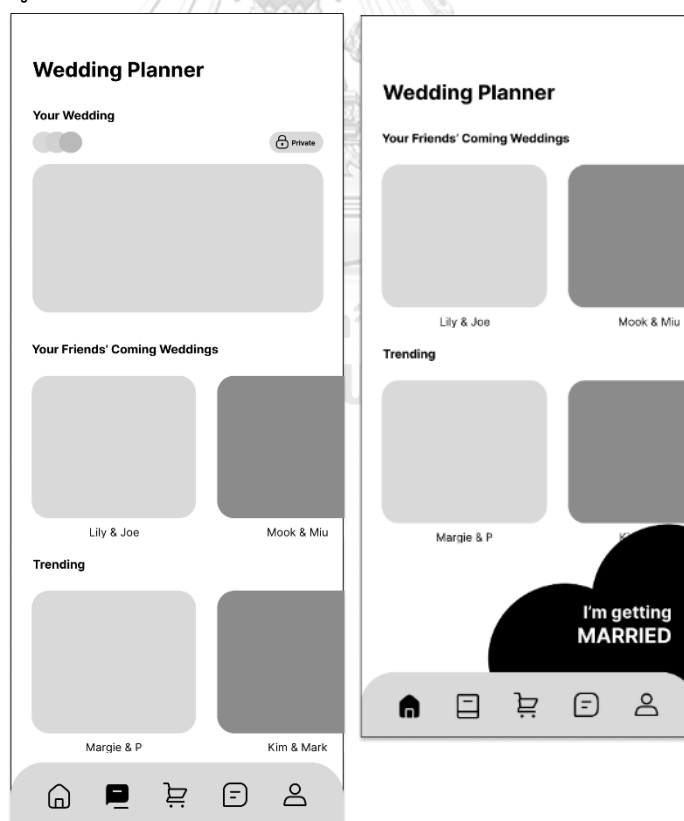 Wedding Planner
Your Wedding
Private
Your Friends' Coming Weddings
Lily & Joe
Mook & Miu
Trending
Margie & P
Kim & Mark
Wedding Planner
Your Friends' Coming Weddings
Lily & Joe
Mook & Miu
Trending
Margie & P
I'm getting
MARRIED